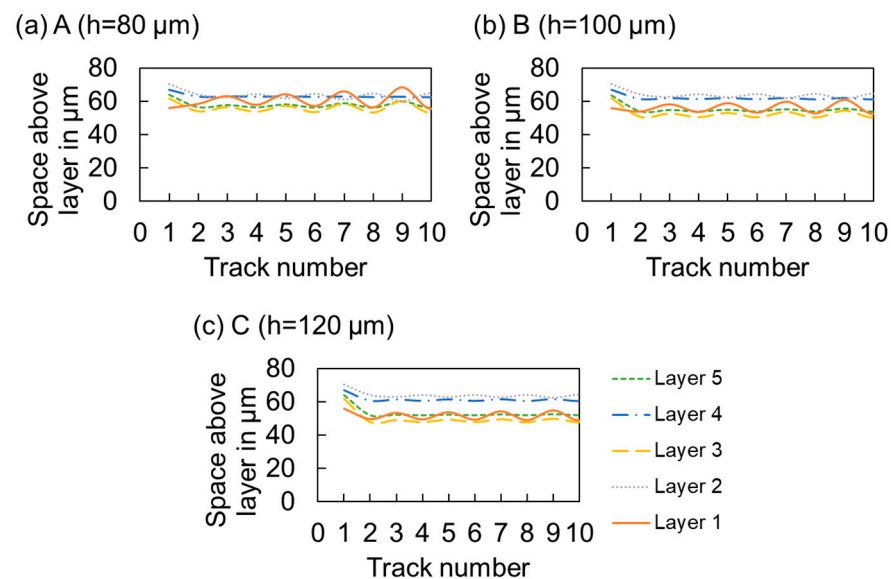 (a) A (h=80 µm)
Space above
layer in µm
80
60
40
20
0
0 1 2 3 4 5 6 7 8 9 10
Track number
(b) B (h=100 µm)
Space above
layer in µm
80
60
40
20
0
0 1 2 3 4 5 6 7 8 9 10
Track number
(c) C (h=120 µm)
Space above
layer in µm
80
60
40
20
0
0 1 2 3 4 5 6 7 8 9 10
Track number
Layer 5
Layer 4
Layer 3
Layer 2
Layer 1